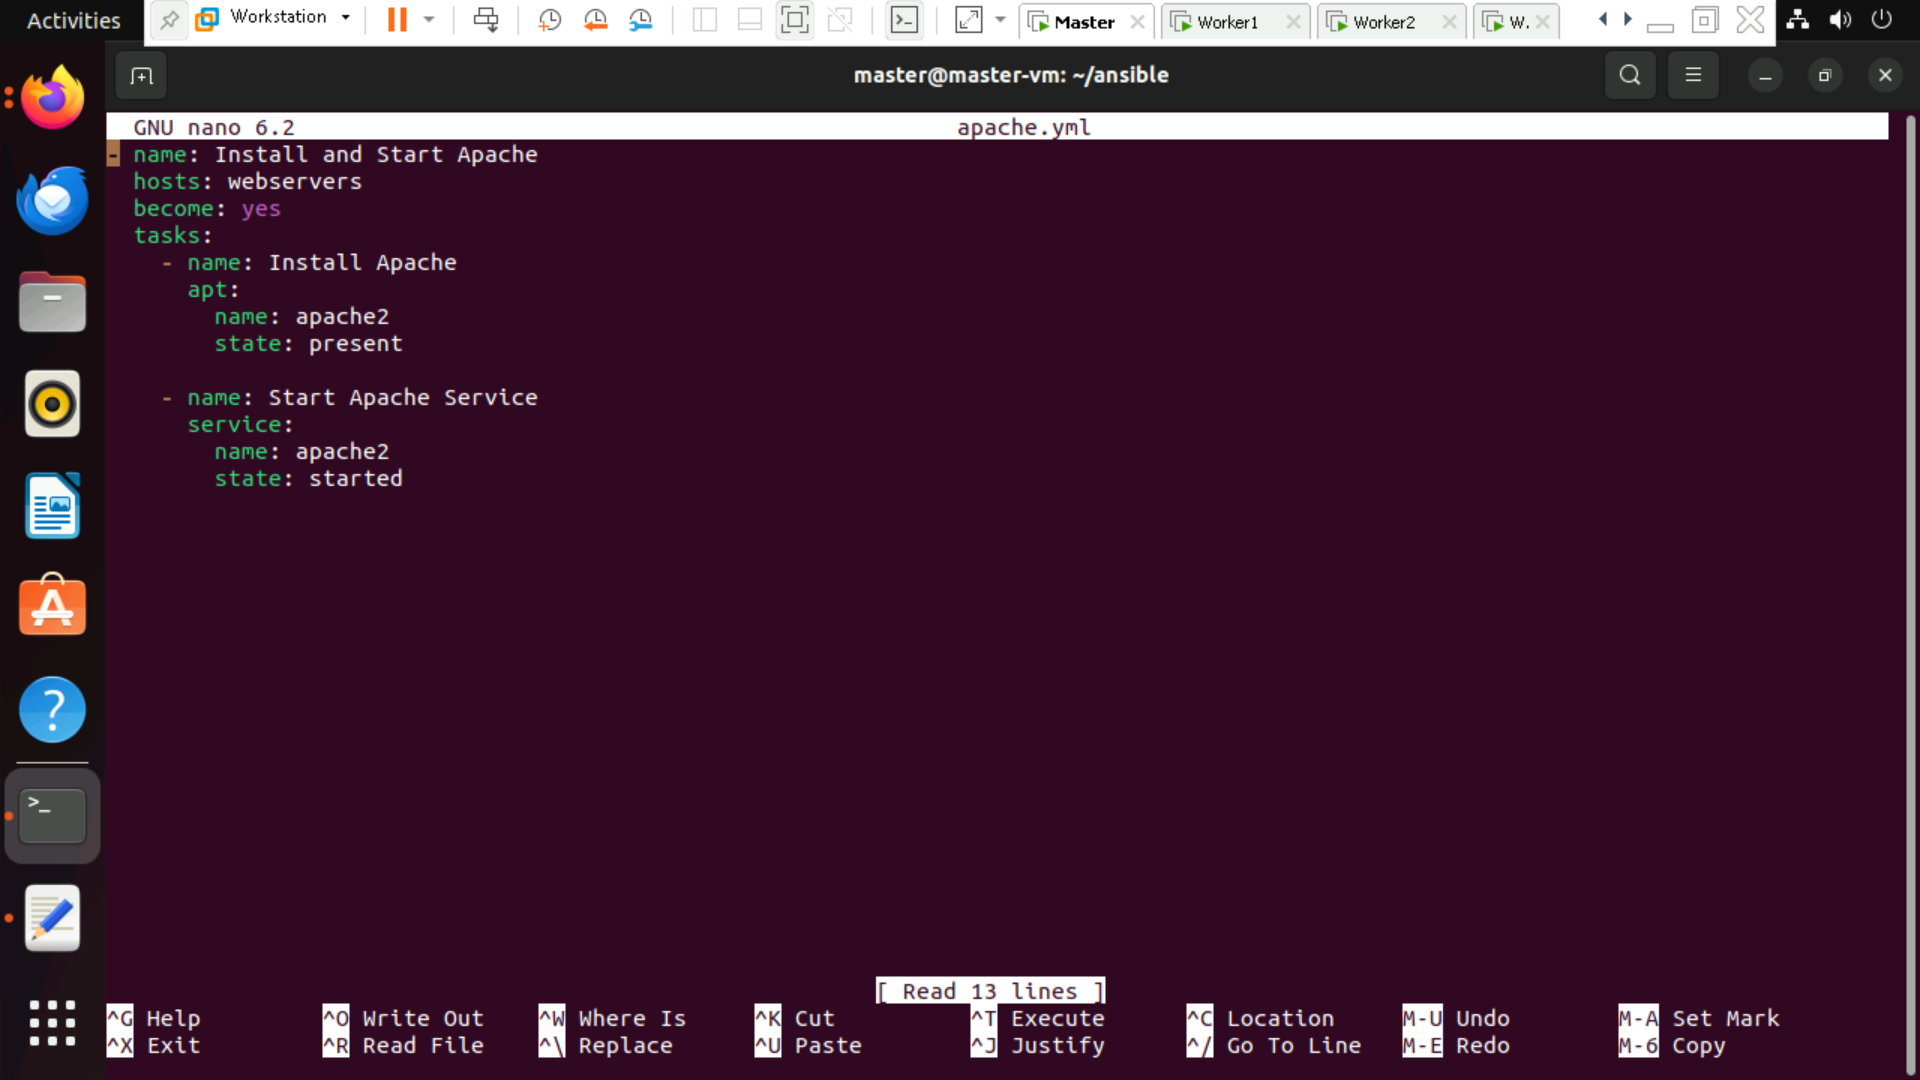 Activities
Workstation
Master
Worker1
Worker2
W.
master@master-vm: ~/ansible
GNU nano 6.2
apache.yml
- name: Install and Start Apache
  hosts: webservers
  become: yes
  tasks:
    - name: Install Apache
      apt:
        name: apache2
        state: present

    - name: Start Apache Service
      service:
        name: apache2
        state: started
[ Read 13 lines ]
^G Help ^O Write Out ^W Where Is ^K Cut ^T Execute ^C Location M-U Undo M-A Set Mark
^X Exit ^R Read File ^\ Replace ^U Paste ^J Justify ^/ Go To Line M-E Redo M-6 Copy